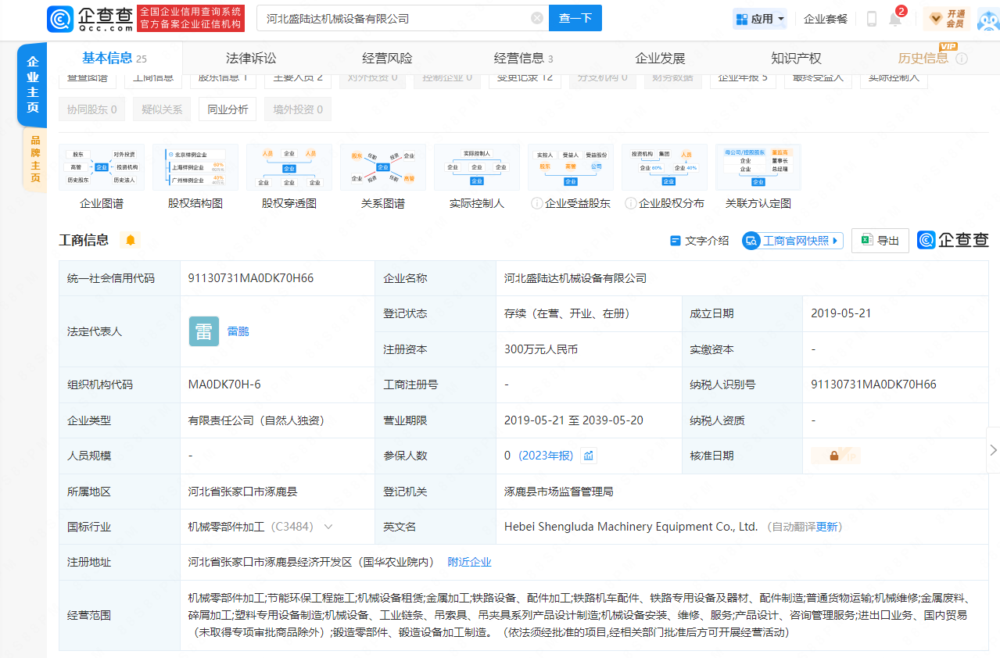 企查查
Qcc.com
全国企业信用查询系统
官方备案企业征信机构
河北盛陆达机械设备有限公司
查一下
应用
企业套餐
2
开通
会员
企业主页
品牌主页
基本信息 25
法律诉讼
经营风险
经营信息 3
企业发展
知识产权
历史信息
VIP
查查图谱
工商信息
股东信息 1
主要人员 2
对外投资 0
控制企业 0
变更记录 12
分支机构 0
财务数据
企业年报 5
最终受益人
实际控制人
协同股东 0
疑似关系
同业分析
境外投资 0
股东 对外投资
高管 企业 投资机构
历史股东 历史法人
北京样例企业
上海样例企业 60% 60万元
广州样例企业 40% 40万元
人员 企业 人员
企业
企业 企业 企业
股东 任职 投资 企业
企业
企业 投资 任职 高管
实际控制人
企业 企业 企业
企业
实控人 受益人 受益股份
股东 高管 公司
企业
投资机构 集团 人员
企业 60% 企业 40%
企业
母公司/控股股东 董监高
企业 董事长
企业 总经理
企业
企业图谱
股权结构图
股权穿透图
关系图谱
实际控制人
企业受益股东
企业股权分布
关联方认定图
工商信息
文字介绍
工商官网快照
导出
企查查
统一社会信用代码 91130731MA0DK70H66 企业名称 河北盛陆达机械设备有限公司
法定代表人 雷 雷鹏
登记状态 存续（在营、开业、在册） 成立日期 2019-05-21
注册资本 300万元人民币 实缴资本 -
组织机构代码 MA0DK70H-6 工商注册号 - 纳税人识别号 91130731MA0DK70H66
企业类型 有限责任公司（自然人独资） 营业期限 2019-05-21 至 2039-05-20 纳税人资质 -
人员规模 - 参保人数 0 (2023年报) 核准日期
所属地区 河北省张家口市涿鹿县 登记机关 涿鹿县市场监督管理局
国标行业 机械零部件加工（C3484） 英文名 Hebei Shengluda Machinery Equipment Co., Ltd. （自动翻译更新）
注册地址 河北省张家口市涿鹿县经济开发区（国华农业院内） 附近企业
经营范围
机械零部件加工;节能环保工程施工;机械设备租赁;金属加工;铁路设备、配件加工;铁路机车配件、铁路专用设备及器材、配件制造;普通货物运输;机械维修;金属废料、
碎屑加工;塑料专用设备制造;机械设备、工业链条、吊索具、吊夹具系列产品设计制造;机械设备安装、维修、服务;产品设计、咨询管理服务;进出口业务、国内贸易
（未取得专项审批商品除外）;锻造零部件、锻造设备加工制造。（依法须经批准的项目,经相关部门批准后方可开展经营活动）